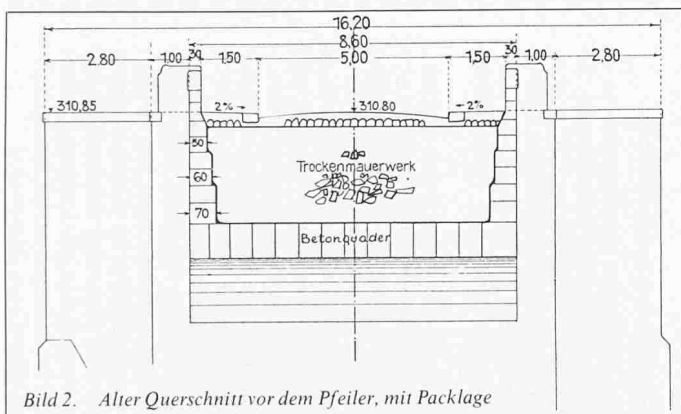 16,20
8,60
2,80 1,00 30 1,50 5,00 1,50 30 1,00 2,80
310,85 2% 310.80 2%
50
Trockenmauerwerk
60
70
Betonquader
Bild 2. Alter Querschnitt vor dem Pfeiler, mit Packlage